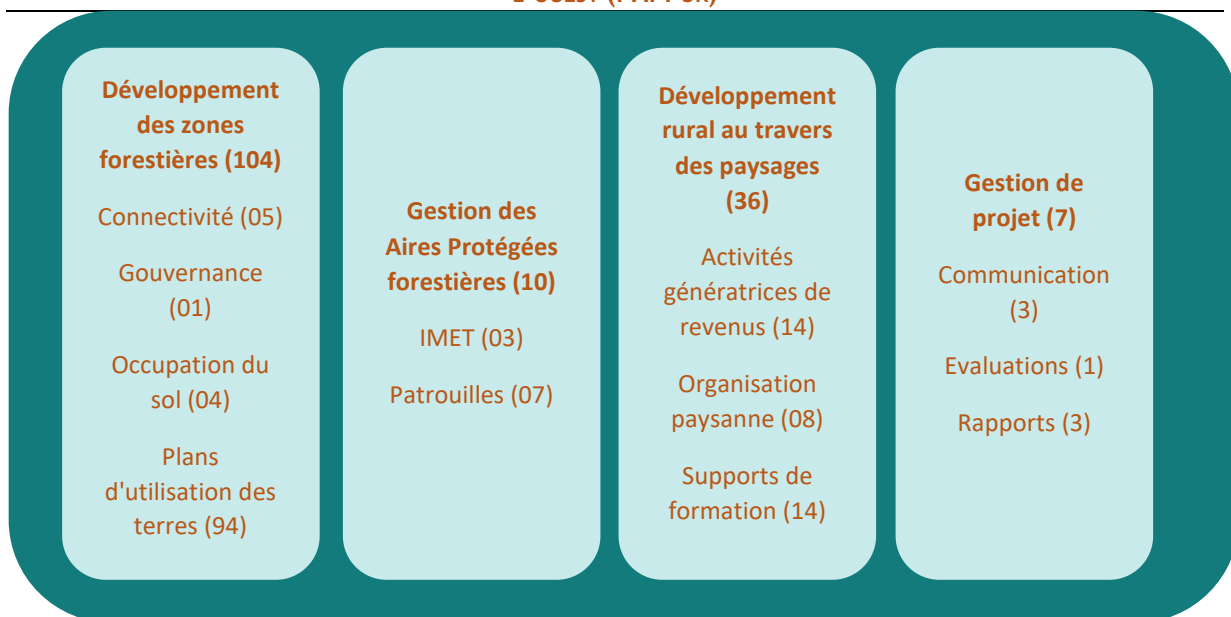 L'OUEST (PAPFOR)
Développement
des zones
forestières (104)
Connectivité (05)
Gouvernance
(01)
Occupation du
sol (04)
Plans
d'utilisation des
terres (94)
Gestion des
Aires Protégées
forestières (10)
IMET (03)
Patrouilles (07)
Développement
rural au travers
des paysages
(36)
Activités
génératrices de
revenus (14)
Organisation
paysanne (08)
Supports de
formation (14)
Gestion de
projet (7)
Communication
(3)
Evaluations (1)
Rapports (3)